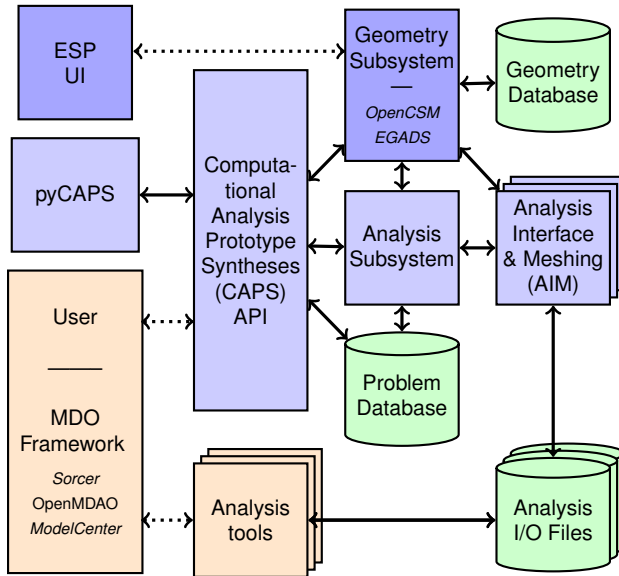 ESP
UI
Geometry
Subsystem
—
OpenCSM
EGADS
Geometry
Database
pyCAPS
Computa-
tional
Analysis
Prototype
Syntheses
(CAPS)
API
Analysis
Subsystem
Analysis
Interface
& Meshing
(AIM)
User
MDO
Framework
Sorcer
OpenMDAO
ModelCenter
Problem
Database
Analysis
tools
Analysis
I/O Files